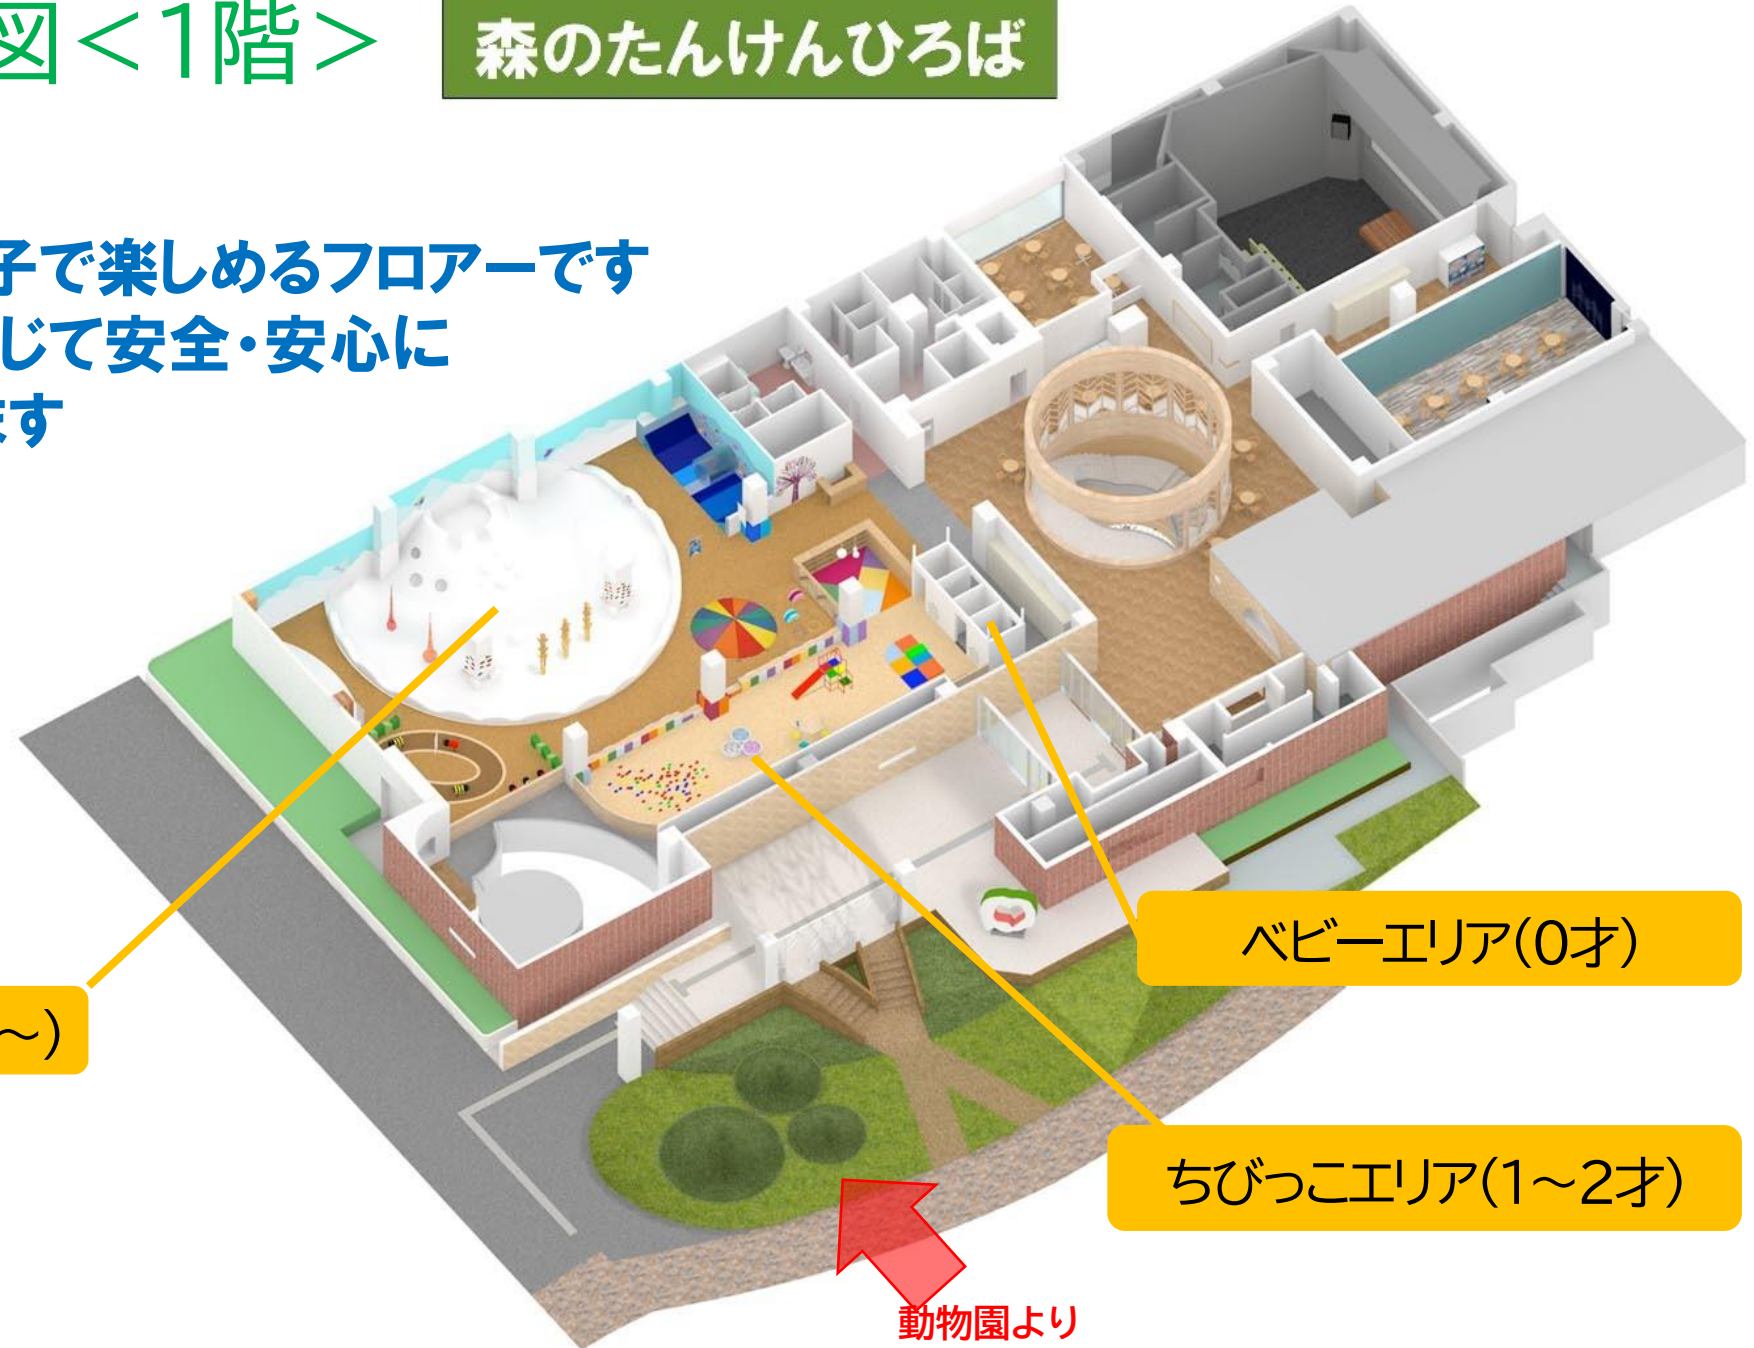 図<1階>
森のたんけんひろば
子で楽しめるフロアーです
じて安全・安心に
ます
ベビーエリア(0才)
～)
ちびっこエリア(1～2才)
動物園より